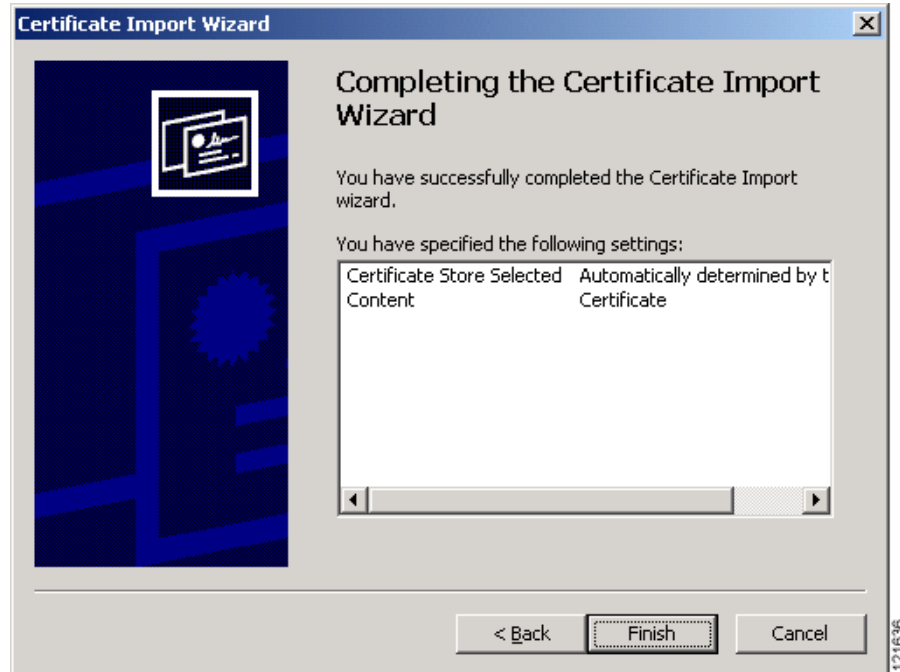 Certificate Import Wizard
Completing the Certificate Import
Wizard
You have successfully completed the Certificate Import
wizard.
You have specified the following settings:
Certificate Store Selected Automatically determined by t
Content Certificate
< Back Finish Cancel
121636